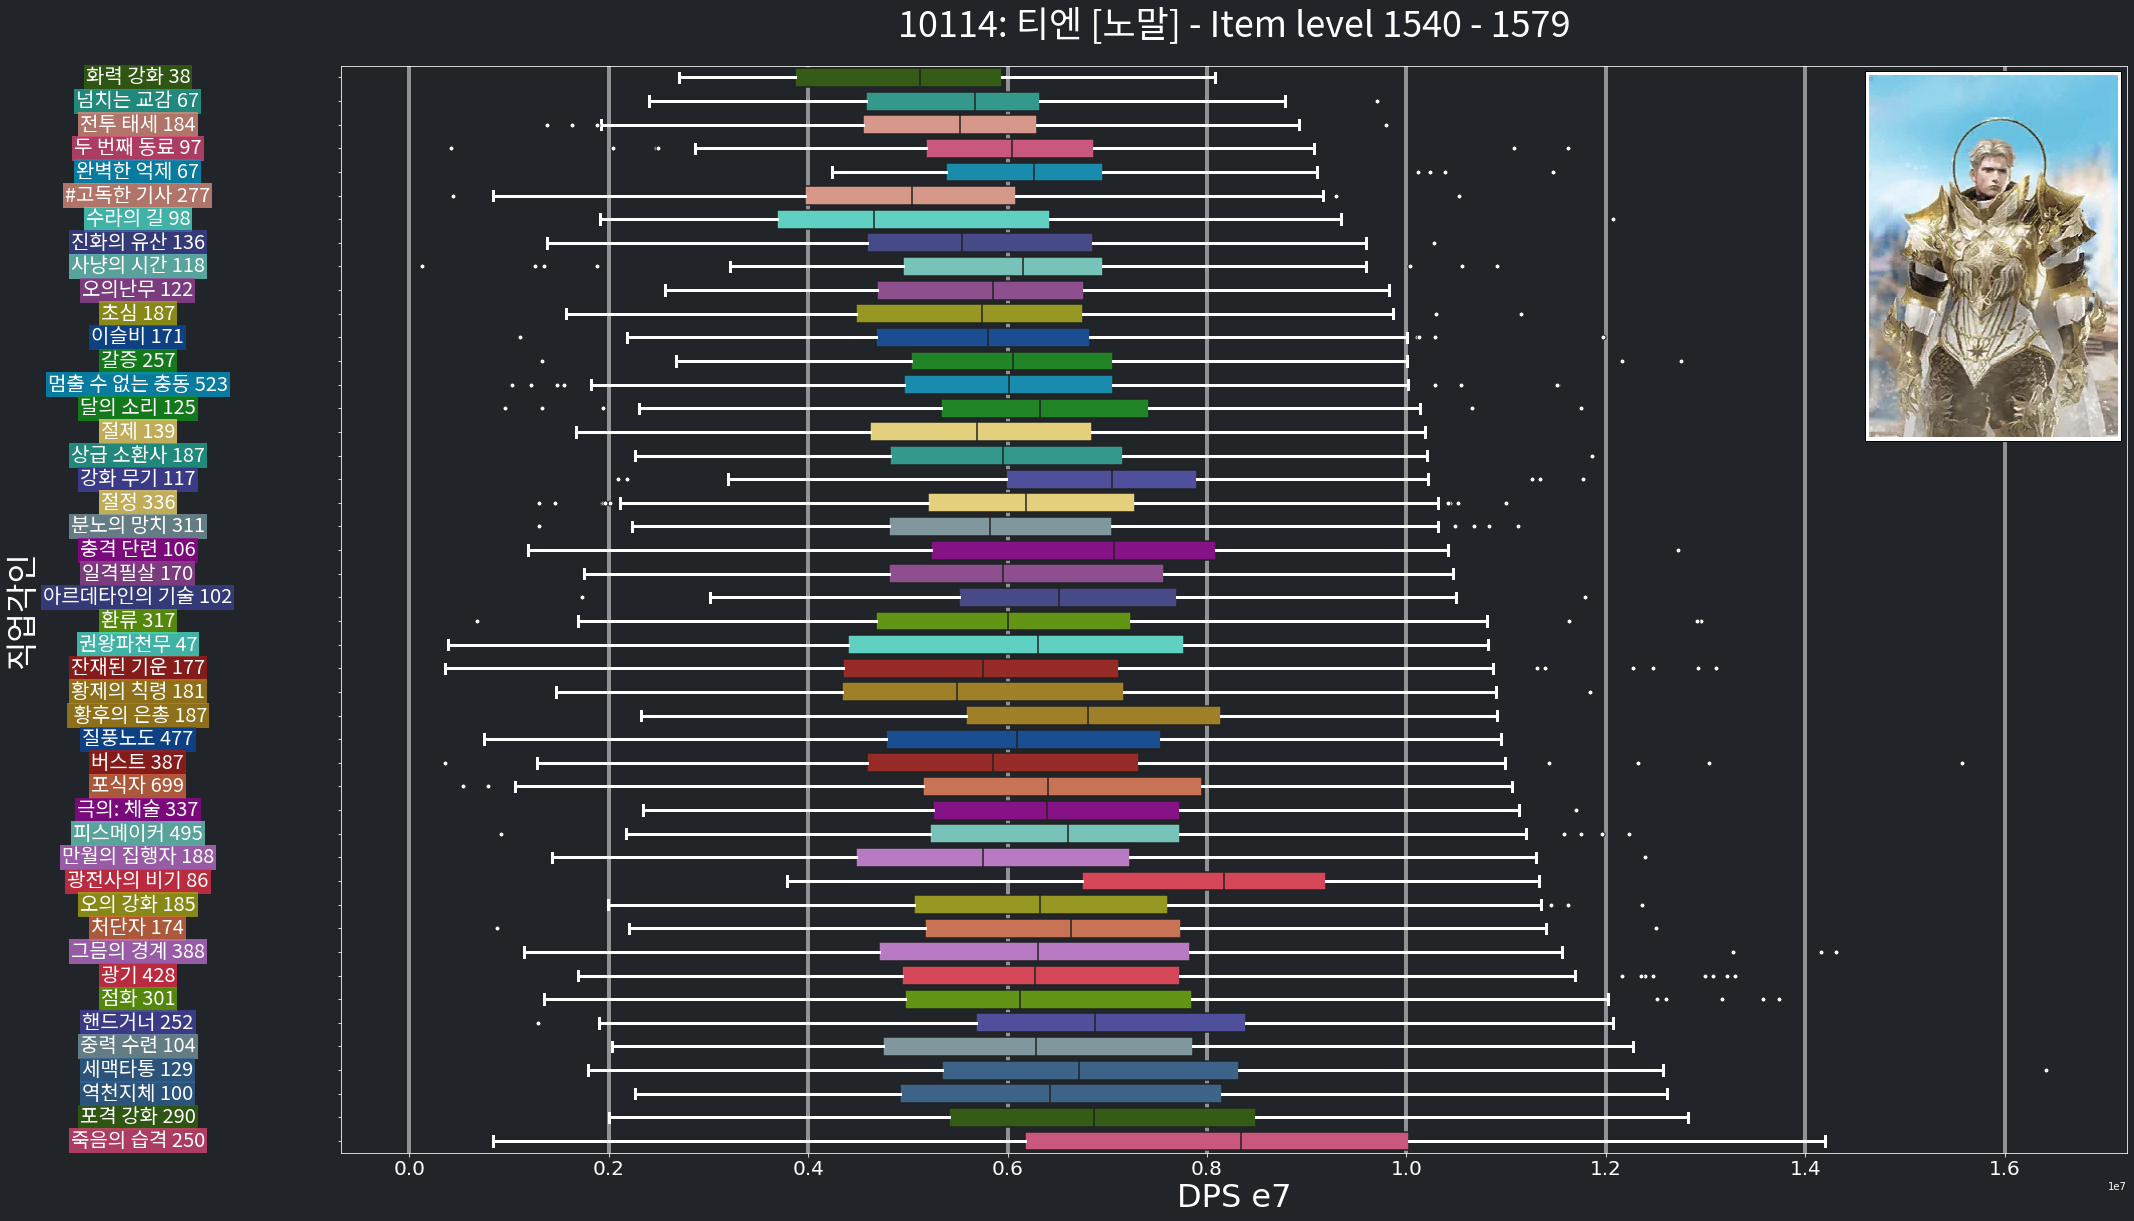 10114: 티엔 [노말] - Item level 1540 - 1579
직업각인
화력 강화 38
넘치는 교감 67
전투 태세 184
두 번째 동료 97
완벽한 억제 67
#고독한 기사 277
수라의 길 98
진화의 유산 136
사냥의 시간 118
오의난무 122
초심 187
이슬비 171
갈증 257
멈출 수 없는 충동 523
달의 소리 125
절제 139
상급 소환사 187
강화 무기 117
절정 336
분노의 망치 311
충격 단련 106
일격필살 170
아르데타인의 기술 102
환류 317
권왕파천무 47
잔재된 기운 177
황제의 칙령 181
황후의 은총 187
질풍노도 477
버스트 387
포식자 699
극의: 체술 337
피스메이커 495
만월의 집행자 188
광전사의 비기 86
오의 강화 185
처단자 174
그믐의 경계 388
광기 428
점화 301
핸드거너 252
중력 수련 104
세맥타통 129
역천지체 100
포격 강화 290
죽음의 습격 250
0.0 0.2 0.4 0.6 0.8 1.0 1.2 1.4 1.6
1e7
DPS e7